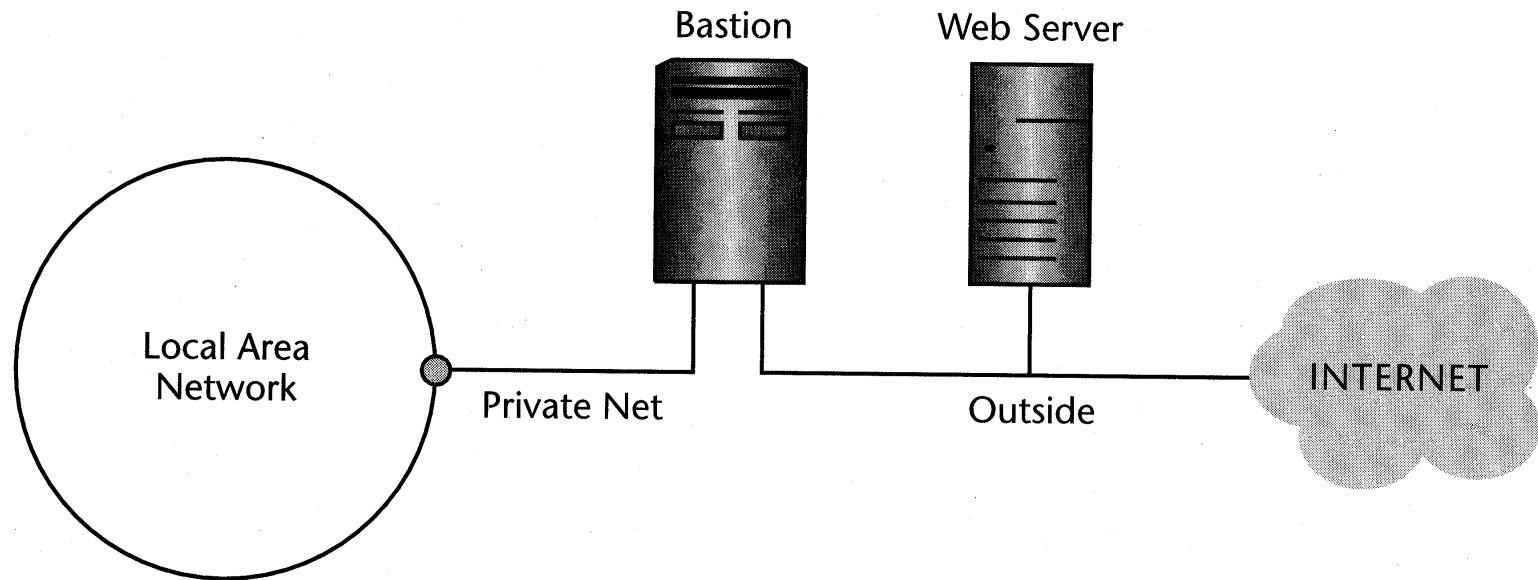 Bastion
Web Server
Local Area
Network
Private Net
Outside
INTERNET